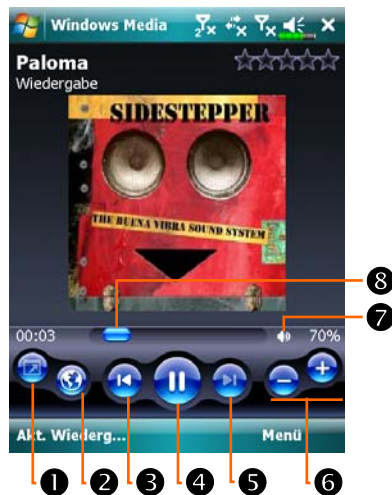 Windows Media
Paloma
Wiedergabe
SIDESTEPPER
THE BUENA VIBRA SOUND SYSTEM
8
7
00:03
70%
Akt. Wiederg...
Menü
1
2
3
4
5
6